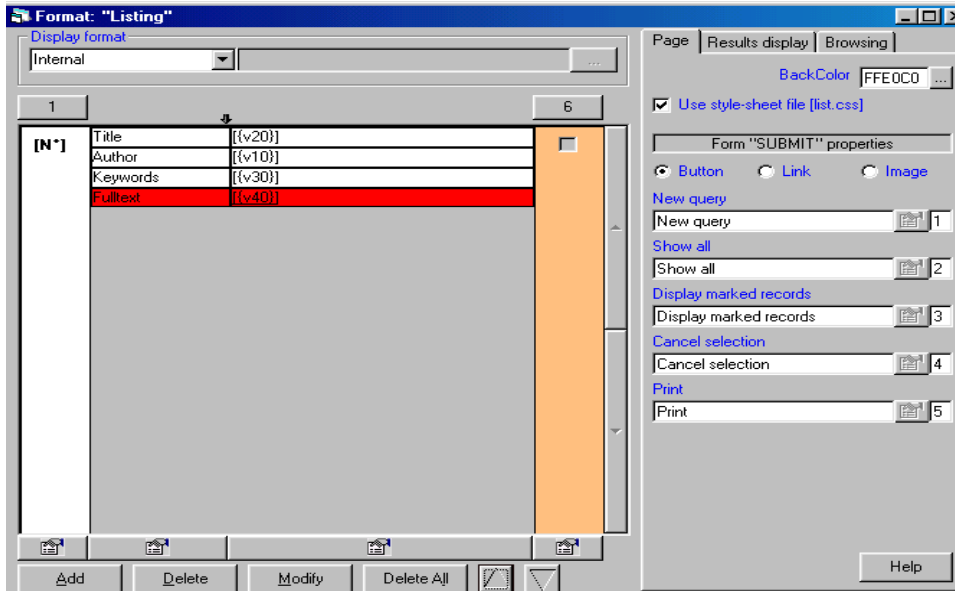 Format: "Listing"
Display format
Internal
...
1
6
[N°]
Title [{v20}]
Author [{v10}]
Keywords [{v30}]
Fulltext [{v40}]
Add Delete Modify Delete All
Page Results display Browsing
BackColor FFE0C0 ...
Use style-sheet file [list.css]
Form "SUBMIT" properties
Button Link Image
New query
New query 1
Show all
Show all 2
Display marked records
Display marked records 3
Cancel selection
Cancel selection 4
Print
Print 5
Help